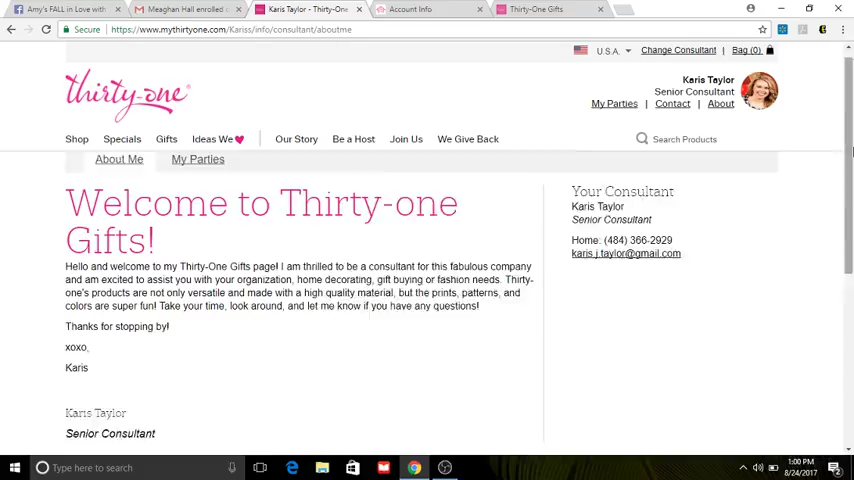 Amy's FALL in Love with
Meaghan Hall enrolled s
Karis Taylor - Thirty-One
Account Info
Thirty-One Gifts
Secure https://www.mythirtyone.com/Kariss/info/consultant/aboutme
U.S.A. Change Consultant Bag (0)
thirty-one
Karis Taylor
Senior Consultant
My Parties | Contact | About
Shop Specials Gifts Ideas We Our Story Be a Host Join Us We Give Back Search Products
About Me My Parties
Welcome to Thirty-one
Gifts!
Hello and welcome to my Thirty-One Gifts page! I am thrilled to be a consultant for this fabulous company
and am excited to assist you with your organization, home decorating, gift buying or fashion needs. Thirty-
one's products are not only versatile and made with a high quality material, but the prints, patterns, and
colors are super fun! Take your time, look around, and let me know if you have any questions!
Thanks for stopping by!
xoxo,
Karis
Karis Taylor
Senior Consultant
Your Consultant
Karis Taylor
Senior Consultant
Home: (484) 366-2929
karis.j.taylor@gmail.com
Type here to search
1:00 PM
8/24/2017
2